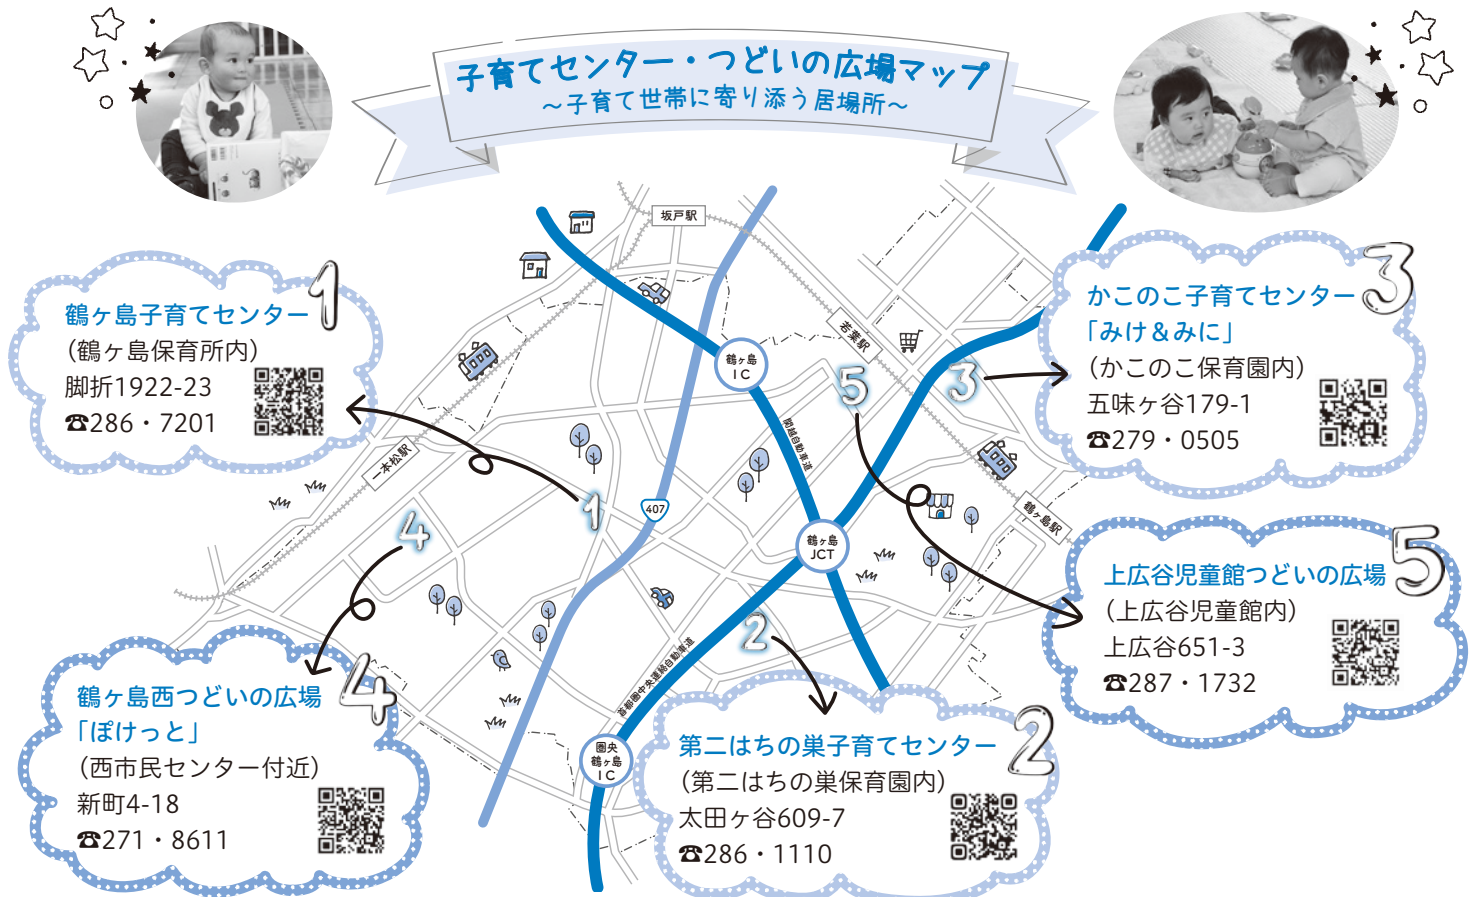 子育てセンター・つどいの広場マップ
～子育て世帯に寄り添う居場所～
1
鶴ヶ島子育てセンター
（鶴ヶ島保育所内）
脚折1922-23
☎286・7201
3
かこのこ子育てセンター
「みけ＆みに」
（かこのこ保育園内）
五味ヶ谷179-1
☎279・0505
5
上広谷児童館つどいの広場
（上広谷児童館内）
上広谷651-3
☎287・1732
4
鶴ヶ島西つどいの広場
「ぽけっと」
（西市民センター付近）
新町4-18
☎271・8611
2
第二はちの巣子育てセンター
（第二はちの巣保育園内）
太田ヶ谷609-7
☎286・1110
坂戸駅
若葉駅
鶴ヶ島
IC
5
3
関越自動車道
一本松駅
4
1
407
鶴ヶ島駅
鶴ヶ島
JCT
2
首都圏中央連絡自動車道
圏央
鶴ヶ島
IC